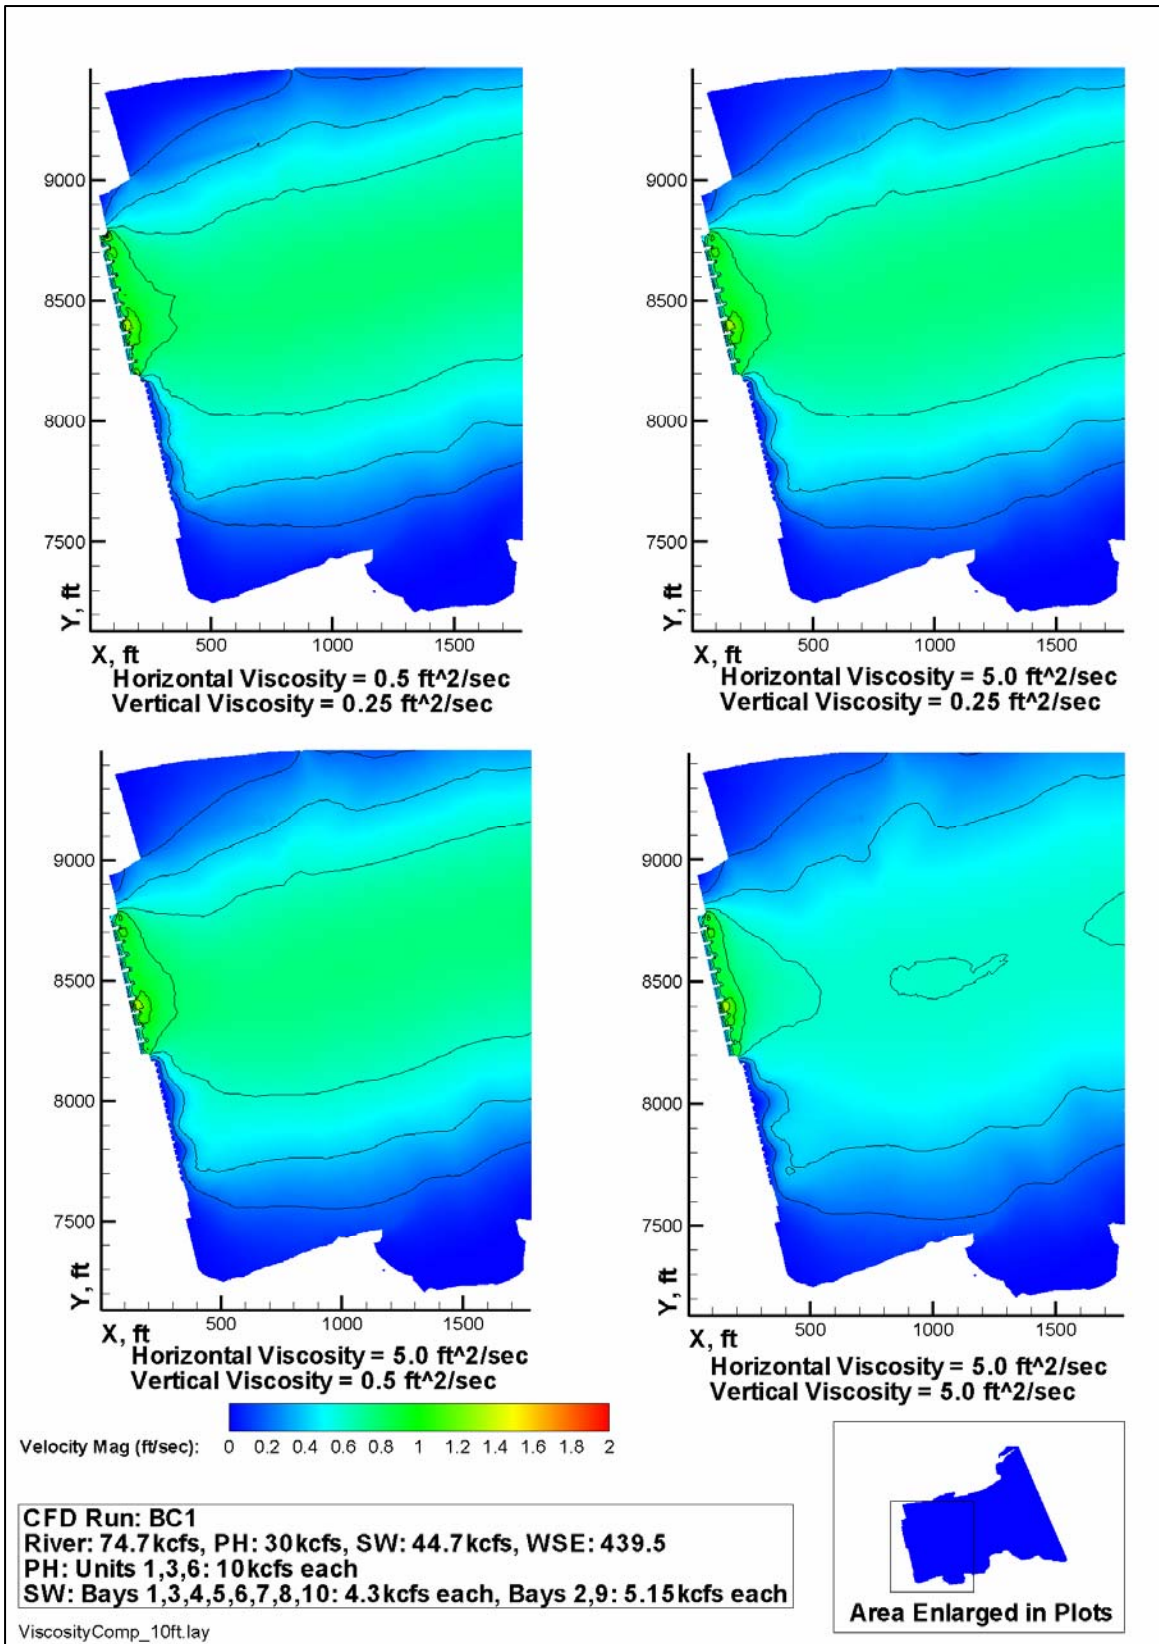 9000
8500
8000
7500
Y, ft
500 1000 1500
X, ft
Horizontal Viscosity = 0.5 ft^2/sec
Vertical Viscosity = 0.25 ft^2/sec
9000
8500
8000
7500
Y, ft
500 1000 1500
X, ft
Horizontal Viscosity = 5.0 ft^2/sec
Vertical Viscosity = 0.25 ft^2/sec
9000
8500
8000
7500
Y, ft
500 1000 1500
X, ft
Horizontal Viscosity = 5.0 ft^2/sec
Vertical Viscosity = 0.5 ft^2/sec
9000
8500
8000
7500
Y, ft
500 1000 1500
X, ft
Horizontal Viscosity = 5.0 ft^2/sec
Vertical Viscosity = 5.0 ft^2/sec
Velocity Mag (ft/sec): 0 0.2 0.4 0.6 0.8 1 1.2 1.4 1.6 1.8 2
CFD Run: BC1
River: 74.7kcfs, PH: 30kcfs, SW: 44.7kcfs, WSE: 439.5
PH: Units 1,3,6: 10kcfs each
SW: Bays 1,3,4,5,6,7,8,10: 4.3kcfs each, Bays 2,9: 5.15kcfs each
Area Enlarged in Plots
ViscosityComp_10ft.lay